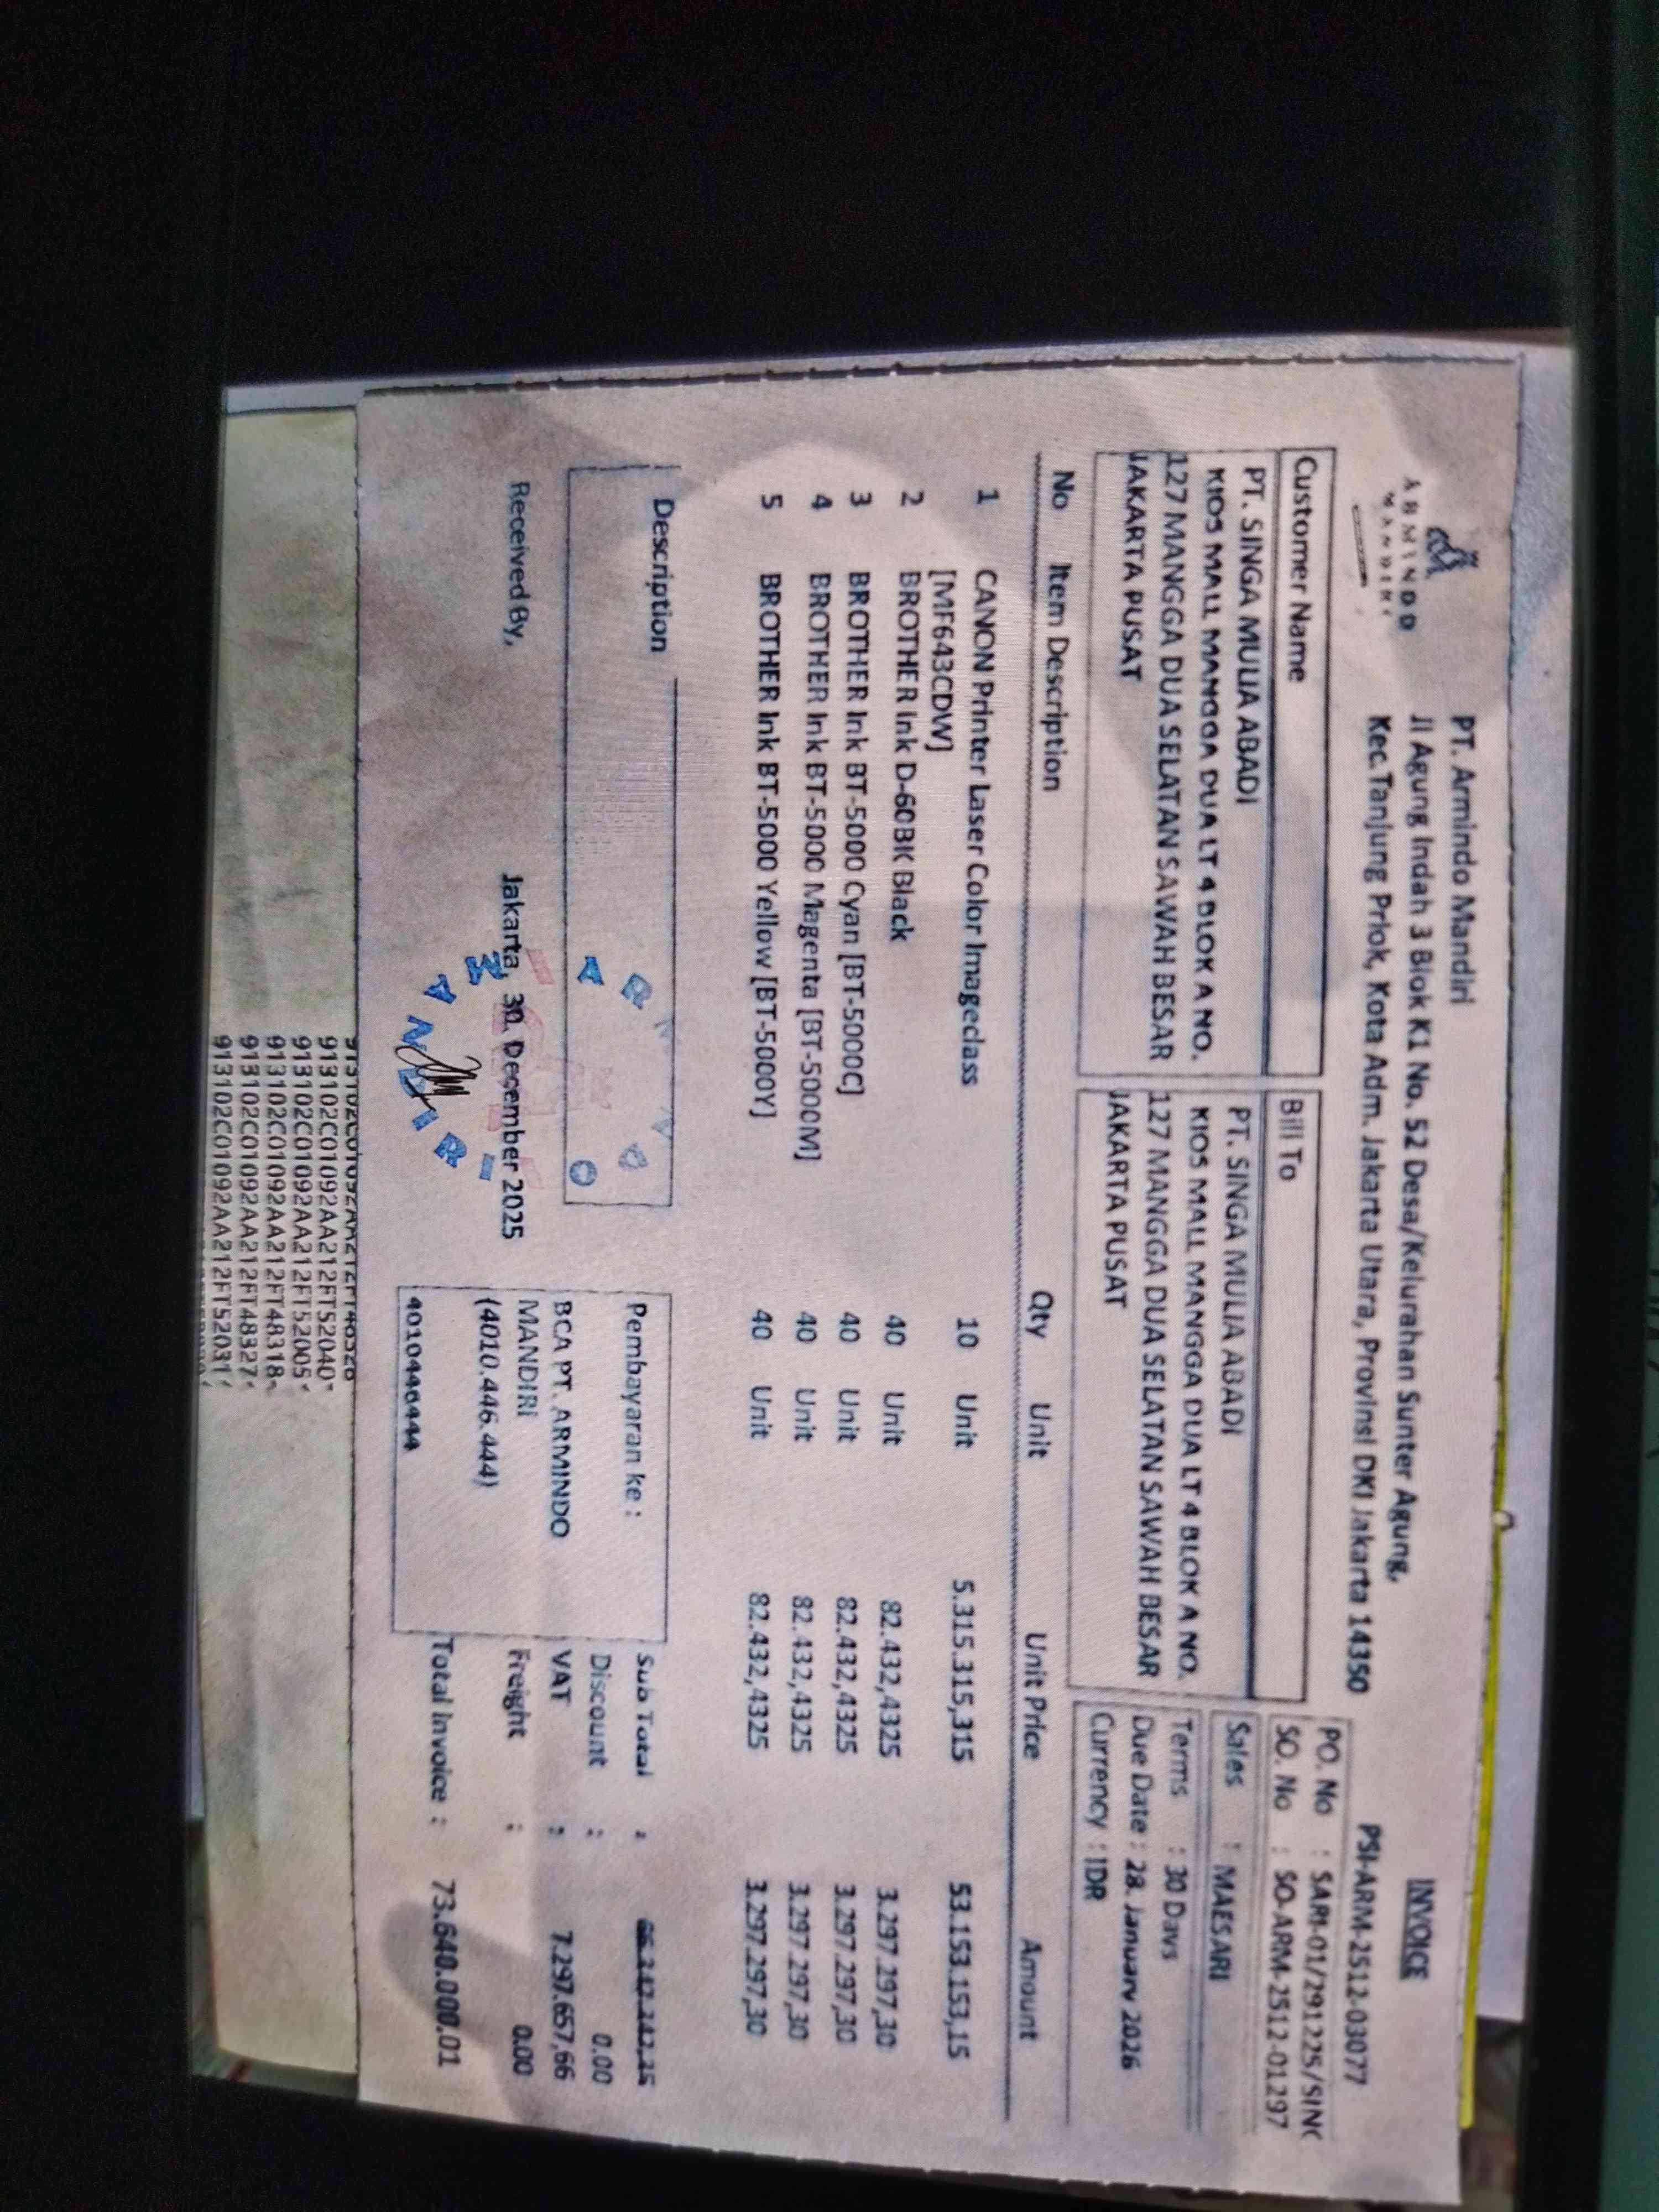 ARMINDO
MANDIRI
PT. Armindo Mandiri
Jl Agung Indah 3 Blok K1 No. 52 Desa/Kelurahan Sunter Agung,
Kec.Tanjung Priok, Kota Adm. Jakarta Utara, Provinsi DKI Jakarta 14350
INVOICE
PSI-ARM-2512-03077
PO. No : SARI-01/291225/SING
SO. No : SO-ARM-2512-01297
Sales : MAESARI
Terms : 30 Days
Due Date : 28. January 2026
Currency : IDR
Customer Name
PT. SINGA MULIA ABADI
KIOS MALL MANGGA DUA LT 4 BLOK A NO.
127 MANGGA DUA SELATAN SAWAH BESAR
JAKARTA PUSAT
Bill To
PT. SINGA MULIA ABADI
KIOS MALL MANGGA DUA LT 4 BLOK A NO.
127 MANGGA DUA SELATAN SAWAH BESAR
JAKARTA PUSAT
No Item Description Qty Unit Unit Price Amount
1 CANON Printer Laser Color Imageclass 10 Unit 5.315.315,315 53.153.153,15
[MF643CDW]
2 BROTHER Ink D-60BK Black 40 Unit 82.432,4325 3.297.297,30
3 BROTHER Ink BT-5000 Cyan [BT-5000C] 40 Unit 82.432,4325 3.297.297,30
4 BROTHER Ink BT-5000 Magenta [BT-5000M] 40 Unit 82.432,4325 3.297.297,30
5 BROTHER Ink BT-5000 Yellow [BT-5000Y] 40 Unit 82.432,4325 3.297.297,30
Description
Received By,
Jakarta, 30. December 2025
Pembayaran ke :
BCA PT. ARMINDO
MANDIRI
(4010.446.444)
4010446444
Sub Total : 66.342.342,35
Discount : 0.00
VAT : 7.297.657,66
Freight : 0.00
Total Invoice : 73.640.000,01
913102C01092AA212FT52040
913102C01092AA212FT52005
913102C01092AA212FT48318
913102C01092AA212FT48327
913102C01092AA212FT52031